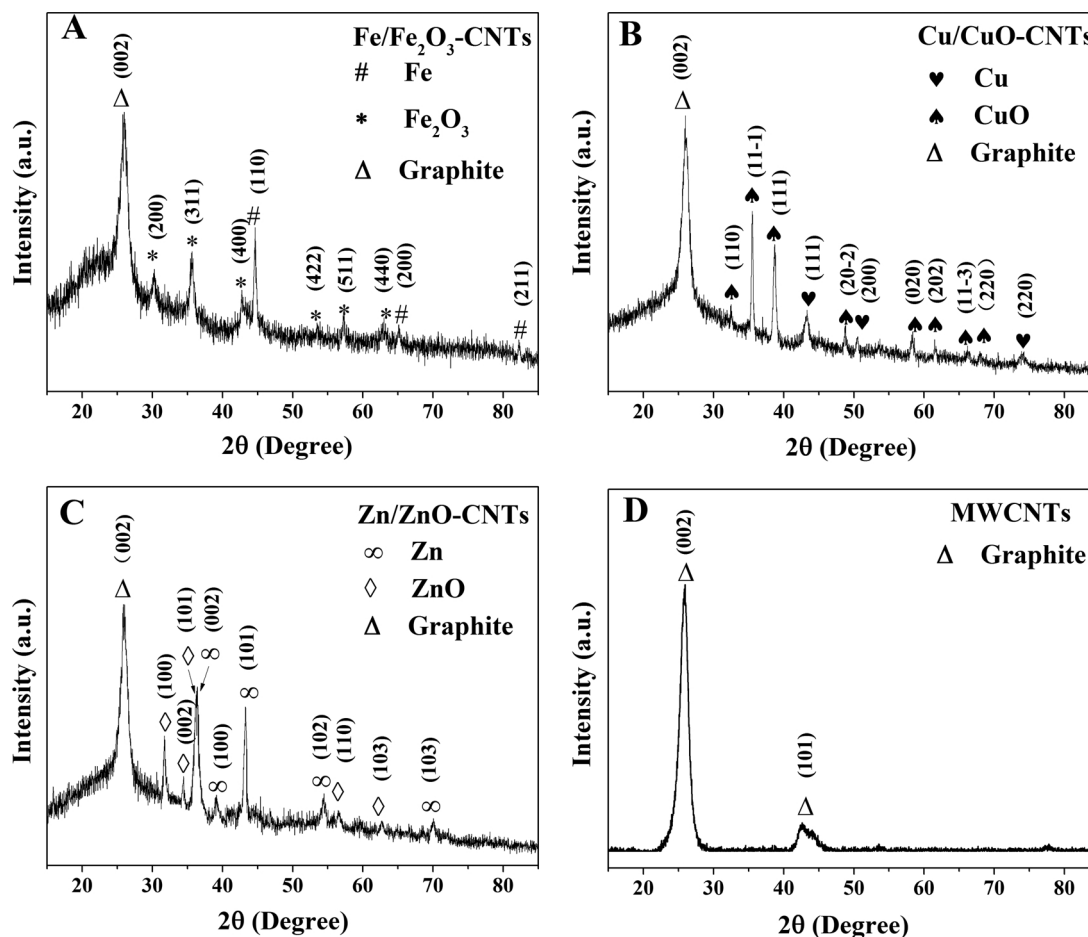 A
Fe/Fe₂O₃-CNTs
# Fe
* Fe₂O₃
Δ Graphite
(002)
Δ
* (200)
* (311)
* (400)
# (110)
* (422)
* (511)
* (440)
# (200)
# (211)
Intensity (a.u.)
20 30 40 50 60 70 80
2θ (Degree)
B
Cu/CuO-CNTs
♥ Cu
♠ CuO
Δ Graphite
(002)
Δ
♠ (110)
♠ (11-1)
♠ (111)
♥ (111)
♠ (20-2)
♥ (200)
♠ (020)
♠ (202)
♠ (11-3)
♠ (220)
♥ (220)
Intensity (a.u.)
20 30 40 50 60 70 80
2θ (Degree)
C
Zn/ZnO-CNTs
∞ Zn
◊ ZnO
Δ Graphite
(002)
Δ
◊ (100)
◊ (002)
◊ (101)
∞ (002)
∞ (100)
∞ (101)
∞ (102)
◊ (110)
◊ (103)
∞ (103)
Intensity (a.u.)
20 30 40 50 60 70 80
2θ (Degree)
D
MWCNTs
Δ Graphite
(002)
Δ
(101)
Δ
Intensity (a.u.)
20 30 40 50 60 70 80
2θ (Degree)